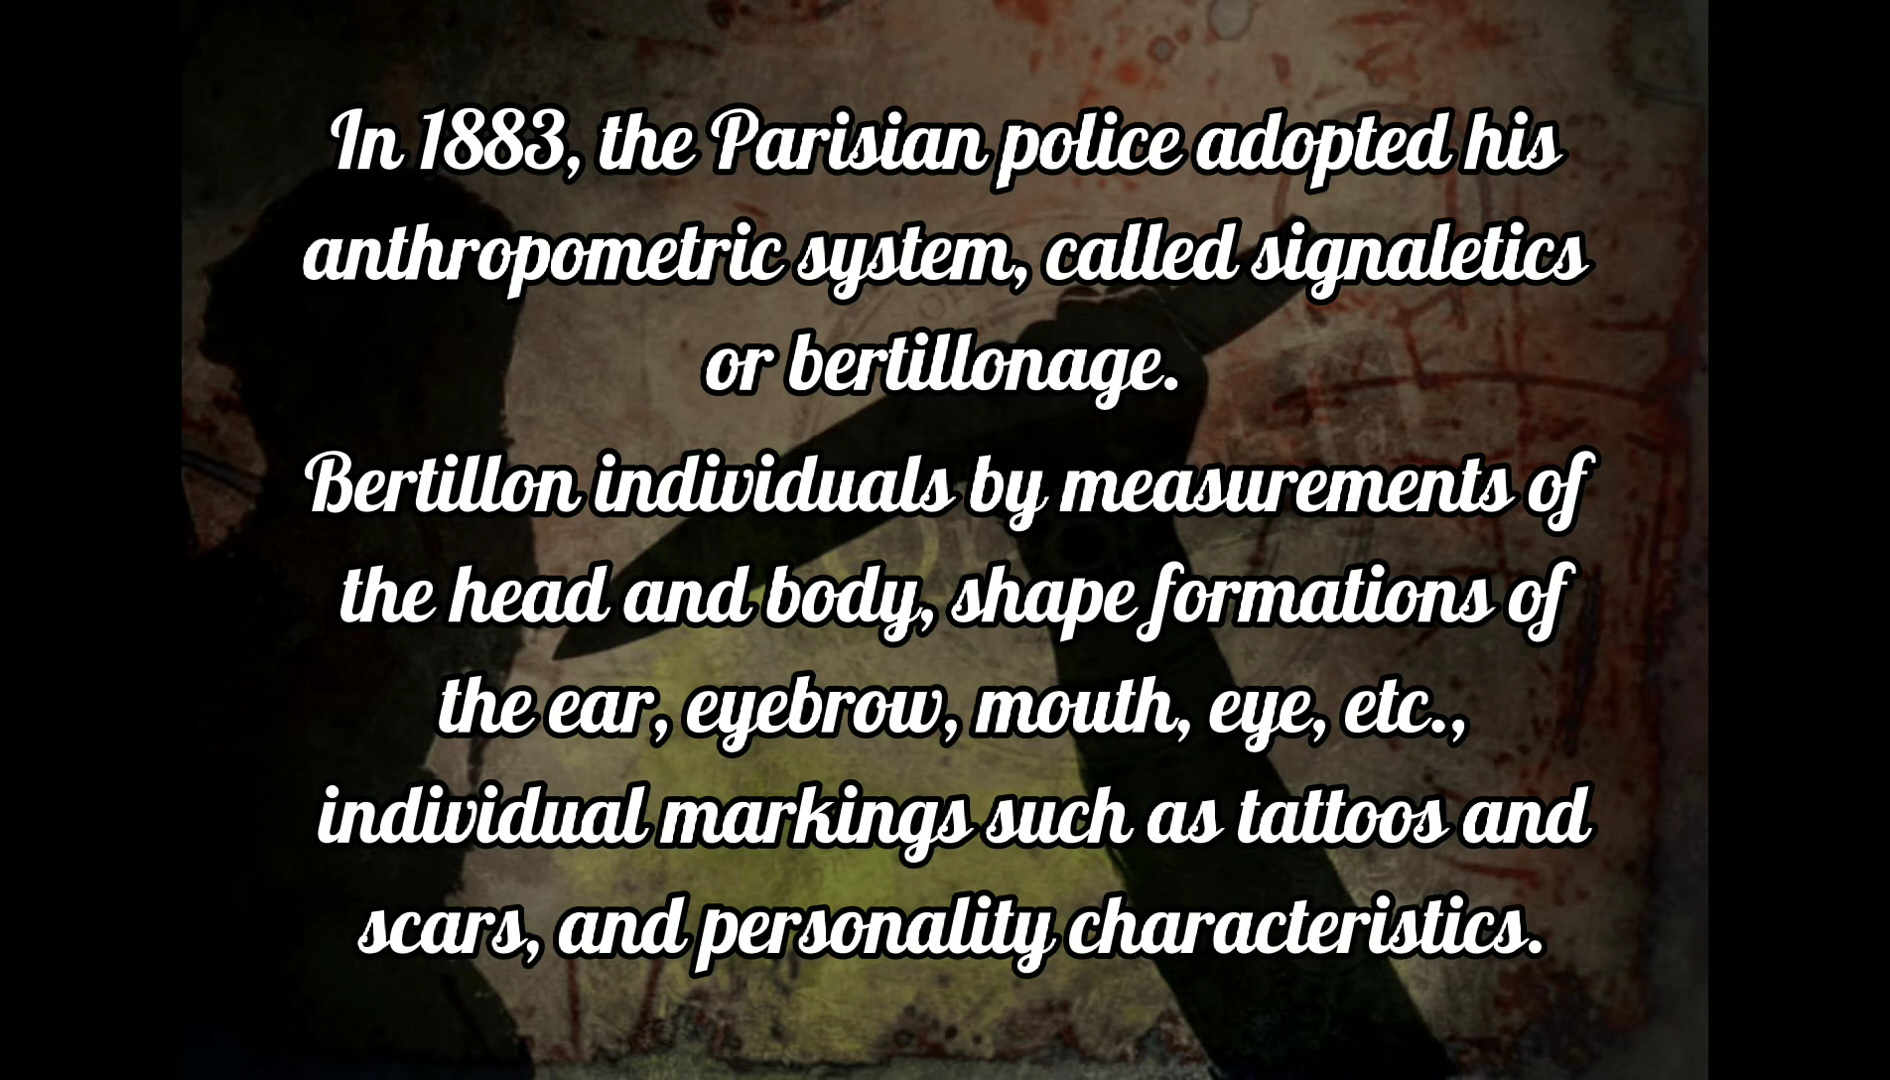 In 1883, the Parisian police adopted his
anthropometric system, called signaletics
or bertillonage.
Bertillon individuals by measurements of
the head and body, shape formations of
the ear, eyebrow, mouth, eye, etc.,
individual markings such as tattoos and
scars, and personality characteristics.